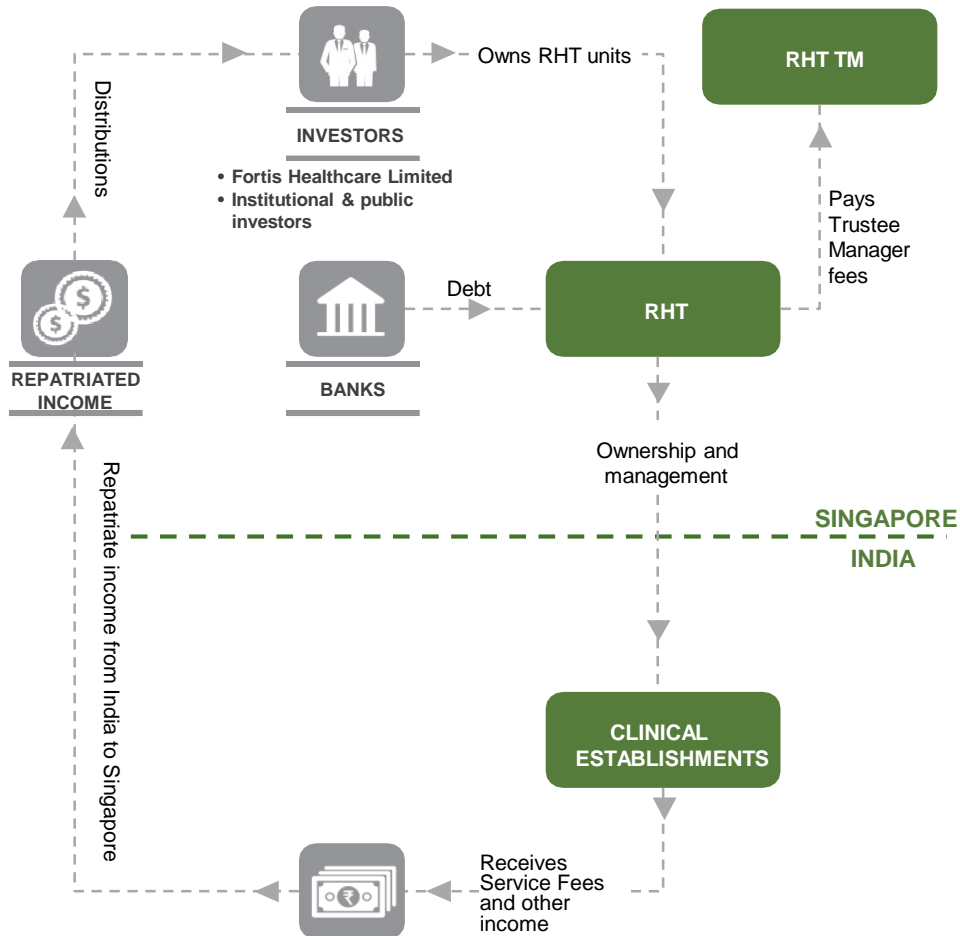 Owns RHT units
RHT TM
Distributions
INVESTORS
• Fortis Healthcare Limited
• Institutional & public
investors
Pays
Trustee
Manager
fees
Debt
RHT
$
$
REPATRIATED
INCOME
BANKS
Ownership and
management
SINGAPORE
INDIA
Repatriate income from India to Singapore
CLINICAL
ESTABLISHMENTS
Receives
Service Fees
and other
income
₹